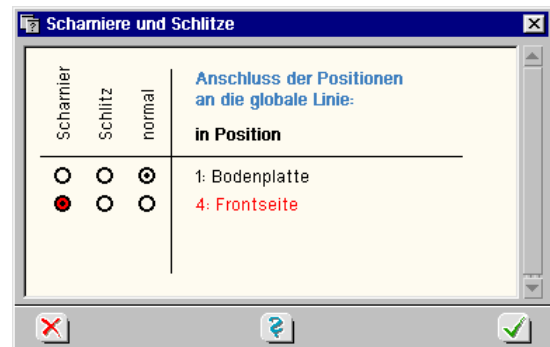 Scharniere und Schlitze
Scharnier
Schlitz
normal
Anschluss der Positionen
an die globale Linie:
in Position
1: Bodenplatte
4: Frontseite